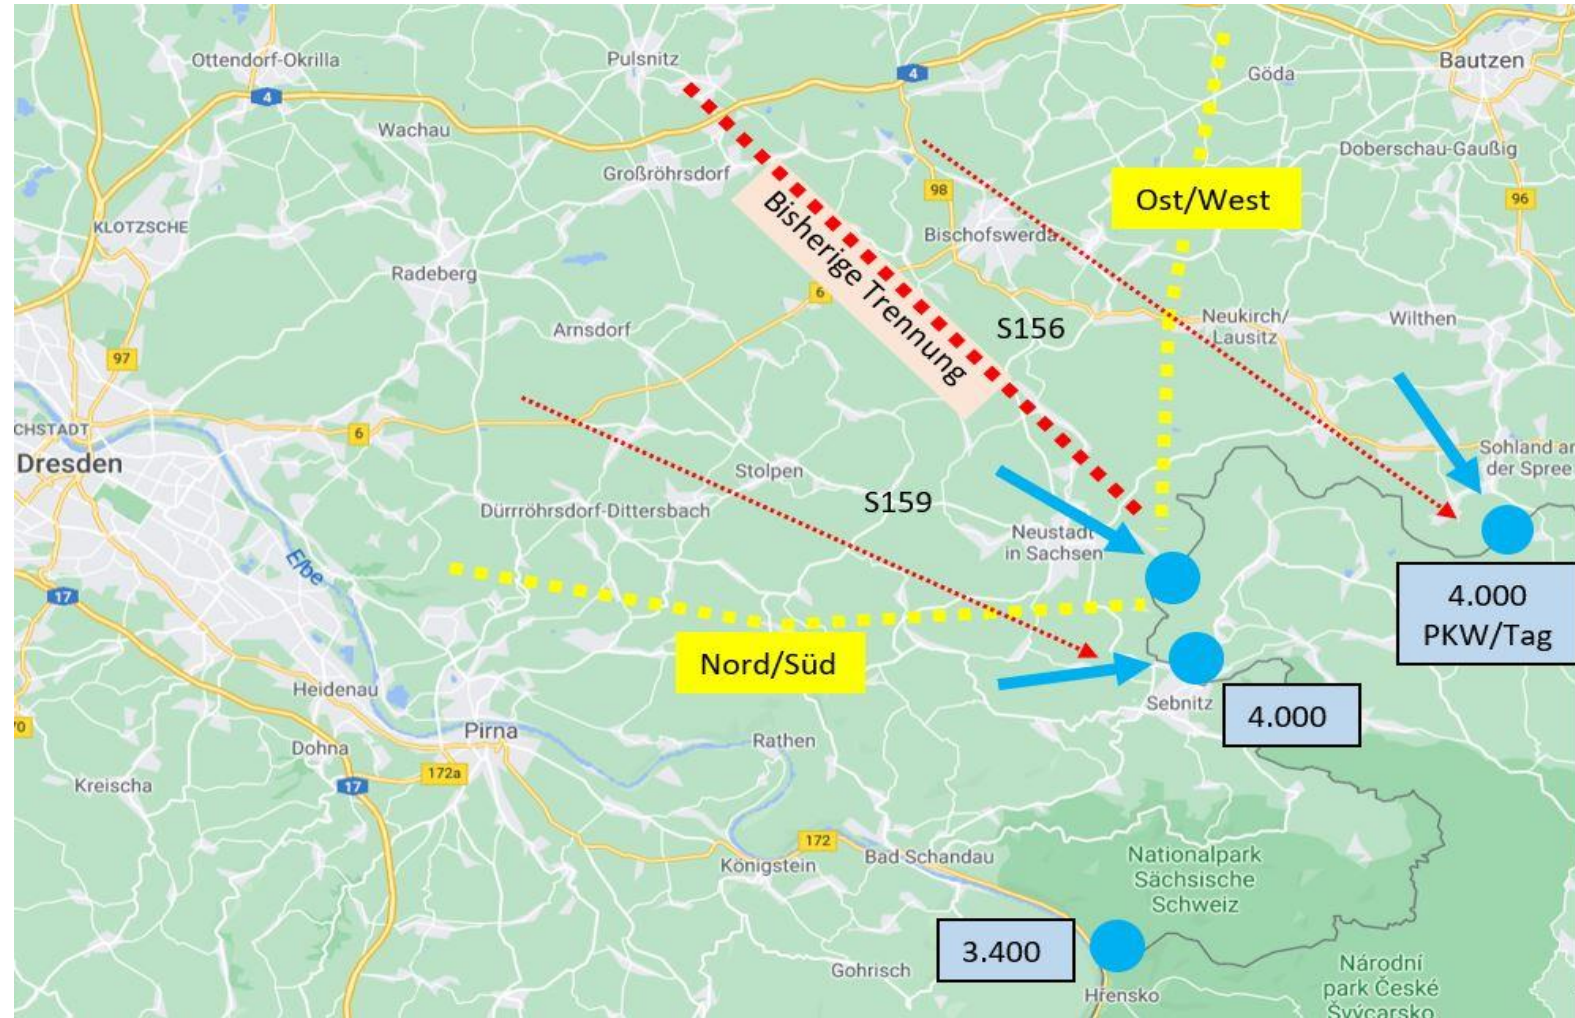 Ottendorf-Okrilla
Pulsnitz
4
Göda
Bautzen
4
Wachau
Doberschau-Gaußig
Großröhrsdorf
98
Ost/West
96
KLOTZSCHE
Bisherige Trennung
Bischofswerda
Radeberg
6
Arnsdorf
S156
Neukirch/
Lausitz
Wilthen
97
CHSTADT
6
Dresden
Sohland an
der Spree
Stolpen
S159
Dürrröhrsdorf-Dittersbach
Neustadt
in Sachsen
Elbe
17
4.000
PKW/Tag
Nord/Süd
Heidenau
Sebnitz
4.000
70
Pirna
Rathen
Dohna
172a
Kreischa
17
172
Königstein
Bad Schandau
Nationalpark
Sächsische
Schweiz
3.400
Gohrisch
Hřensko
Národní
park České
Švýcarsko